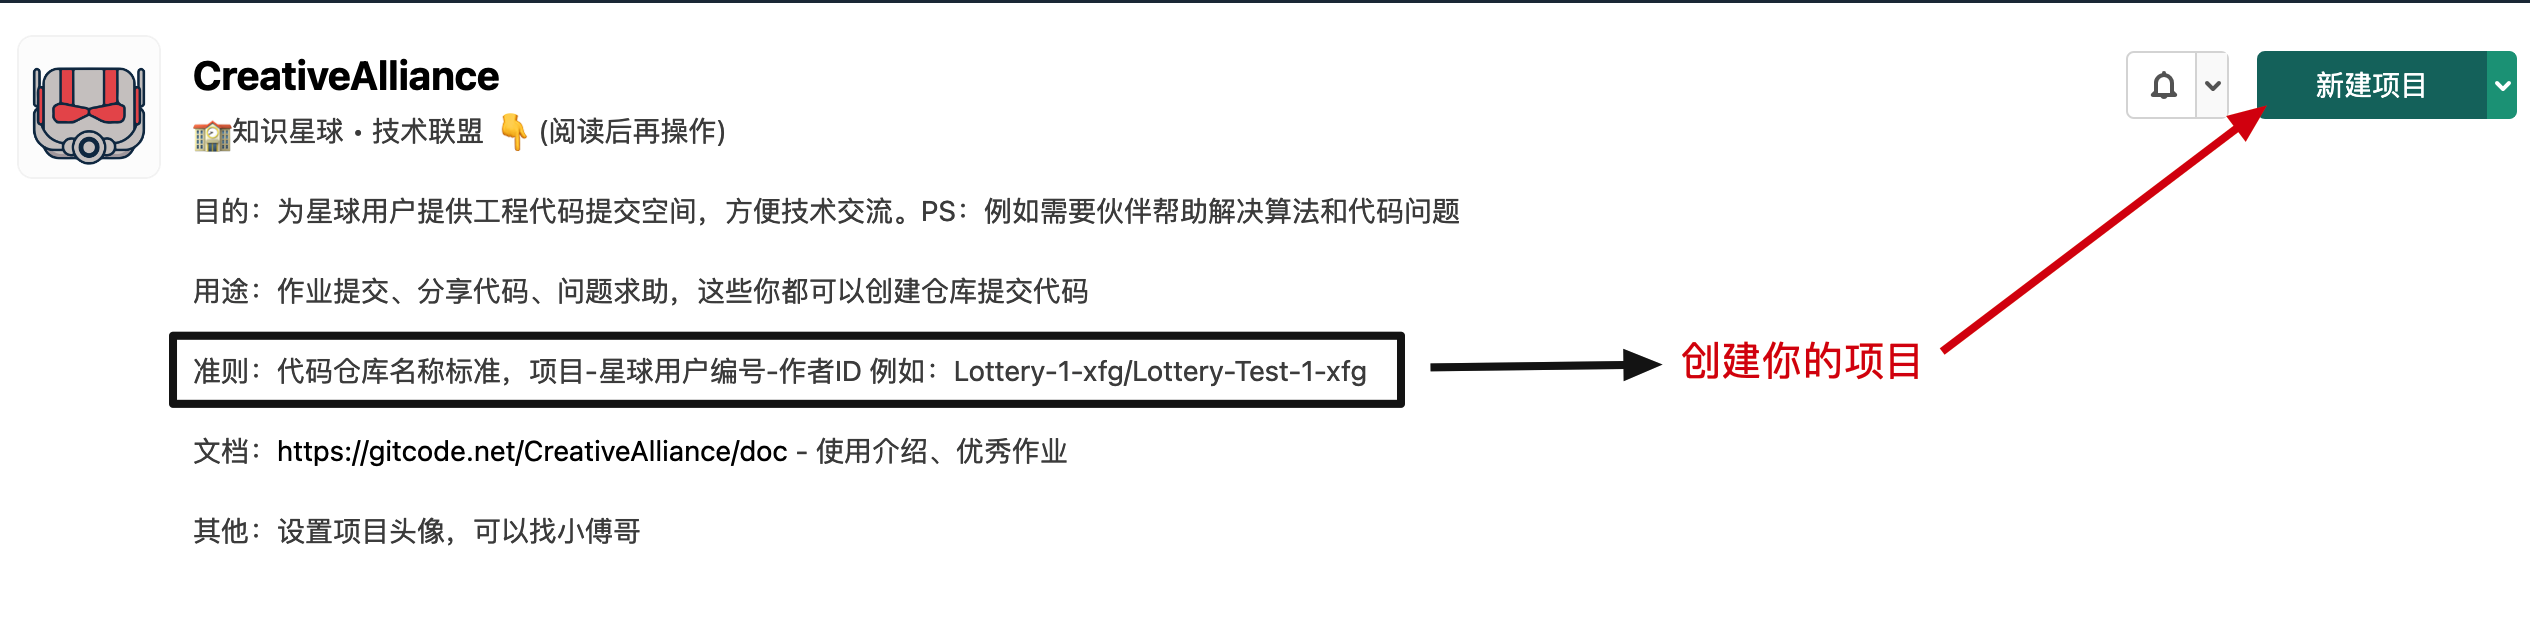 CreativeAlliance
新建项目
🏫知识星球 • 技术联盟 👇 (阅读后再操作)
目的：为星球用户提供工程代码提交空间，方便技术交流。PS：例如需要伙伴帮助解决算法和代码问题
用途：作业提交、分享代码、问题求助，这些你都可以创建仓库提交代码
准则：代码仓库名称标准，项目-星球用户编号-作者ID 例如：Lottery-1-xfg/Lottery-Test-1-xfg
创建你的项目
文档：https://gitcode.net/CreativeAlliance/doc - 使用介绍、优秀作业
其他：设置项目头像，可以找小傅哥